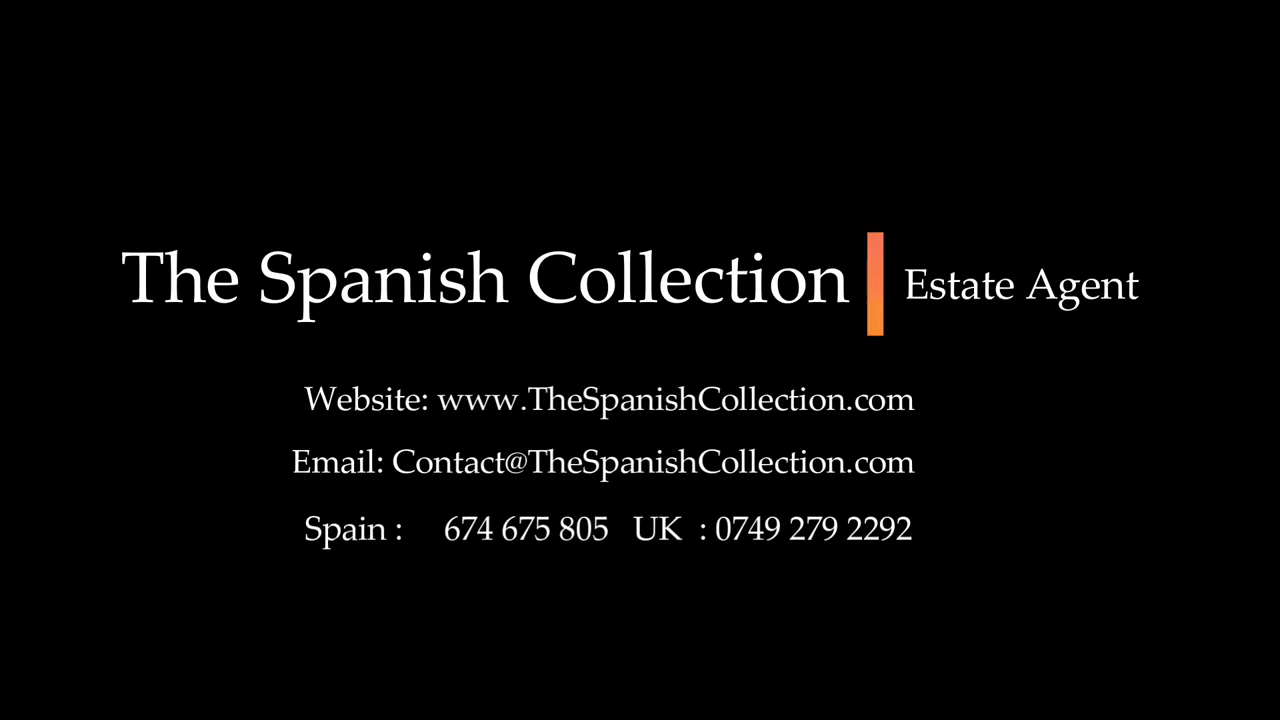 The Spanish Collection Estate Agent
Website: www.TheSpanishCollection.com
Email: Contact@TheSpanishCollection.com
Spain : 674 675 805 UK : 0749 279 2292